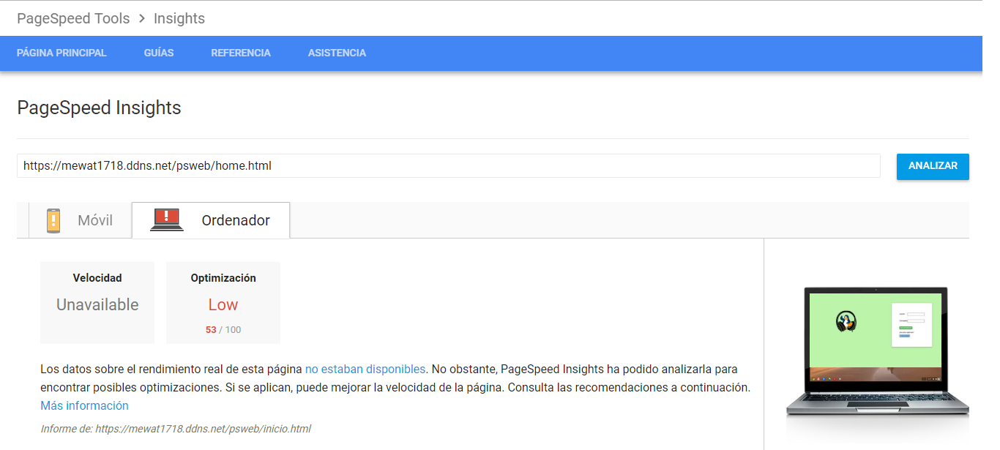 PageSpeed Tools > Insights
PÁGINA PRINCIPAL GUÍAS REFERENCIA ASISTENCIA
PageSpeed Insights
https://mewat1718.ddns.net/psweb/home.html ANALIZAR
Móvil Ordenador
Velocidad Optimización
Unavailable Low
53 / 100
Los datos sobre el rendimiento real de esta página no estaban disponibles. No obstante, PageSpeed Insights ha podido analizarla para
encontrar posibles optimizaciones. Si se aplican, puede mejorar la velocidad de la página. Consulta las recomendaciones a continuación.
Más información
Informe de: https://mewat1718.ddns.net/psweb/inicio.html